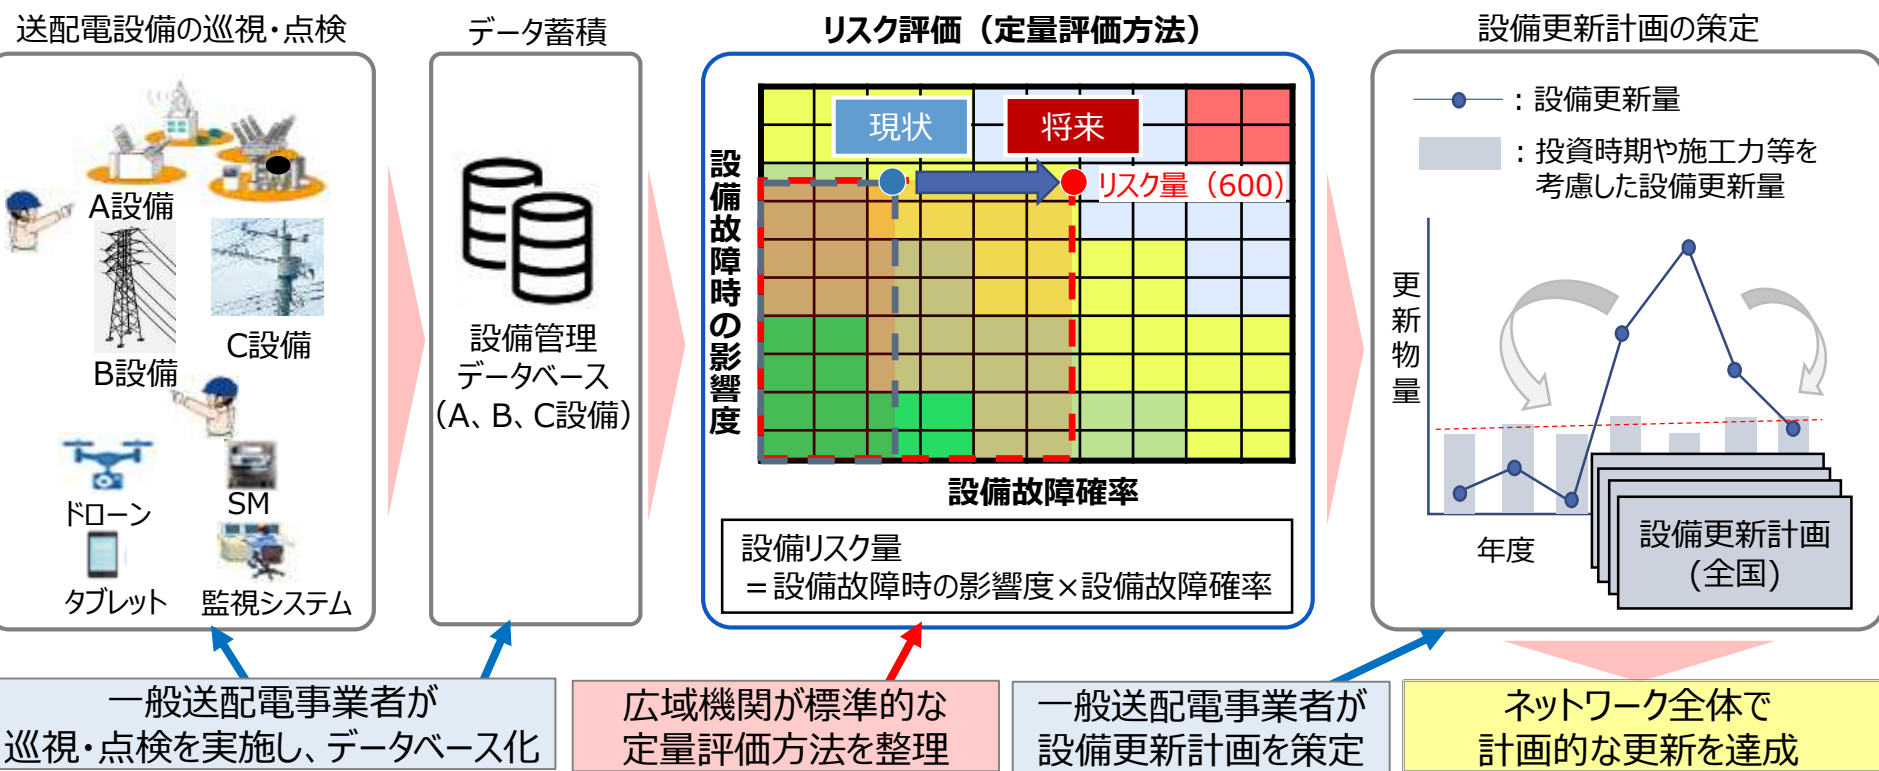 送配電設備の巡視・点検
A設備
B設備
C設備
ドローン
SM
タブレット
監視システム
データ蓄積
設備管理
データベース
（A、B、C設備）
リスク評価（定量評価方法）
現状
将来
リスク量（600）
設備故障時の影響度
設備故障確率
設備リスク量
＝設備故障時の影響度×設備故障確率
設備更新計画の策定
：設備更新量
：投資時期や施工力等を
考慮した設備更新量
更新物量
年度
設備更新計画
(全国)
一般送配電事業者が
巡視・点検を実施し、データベース化
広域機関が標準的な
定量評価方法を整理
一般送配電事業者が
設備更新計画を策定
ネットワーク全体で
計画的な更新を達成